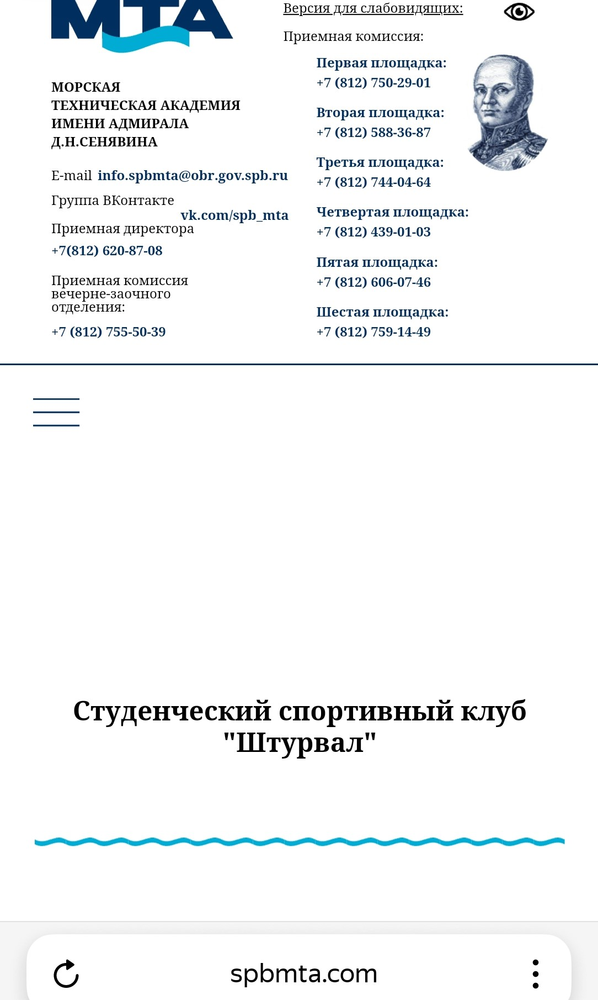 МТА
МОРСКАЯ
ТЕХНИЧЕСКАЯ АКАДЕМИЯ
ИМЕНИ АДМИРАЛА
Д.Н.СЕНЯВИНА
E-mail info.spbmta@obr.gov.spb.ru
Группа ВКонтакте
vk.com/spb_mta
Приемная директора
+7(812) 620-87-08
Приемная комиссия
вечерне-заочного
отделения:
+7 (812) 755-50-39
Версия для слабовидящих:
Приемная комиссия:
Первая площадка:
+7 (812) 750-29-01
Вторая площадка:
+7 (812) 588-36-87
Третья площадка:
+7 (812) 744-04-64
Четвертая площадка:
+7 (812) 439-01-03
Пятая площадка:
+7 (812) 606-07-46
Шестая площадка:
+7 (812) 759-14-49
Студенческий спортивный клуб
"Штурвал"
spbmta.com